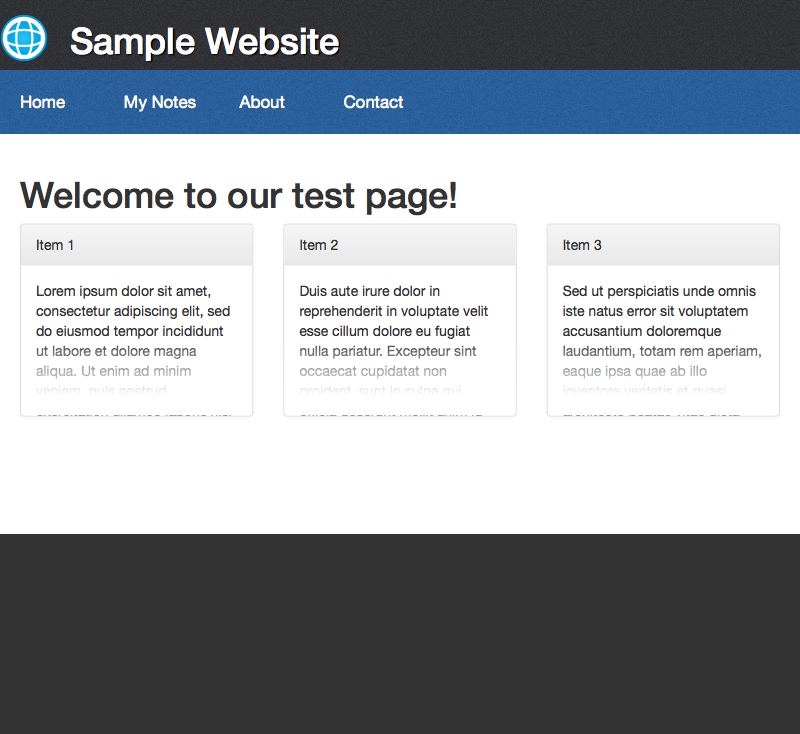 Sample Website
Home My Notes About Contact
Welcome to our test page!
Item 1
Lorem ipsum dolor sit amet,
consectetur adipiscing elit, sed
do eiusmod tempor incididunt
ut labore et dolore magna
aliqua. Ut enim ad minim
veniam, quis nostrud
Item 2
Duis aute irure dolor in
reprehenderit in voluptate velit
esse cillum dolore eu fugiat
nulla pariatur. Excepteur sint
occaecat cupidatat non
proident, sunt in culpa qui
Item 3
Sed ut perspiciatis unde omnis
iste natus error sit voluptatem
accusantium doloremque
laudantium, totam rem aperiam,
eaque ipsa quae ab illo
inventore veritatis et quasi